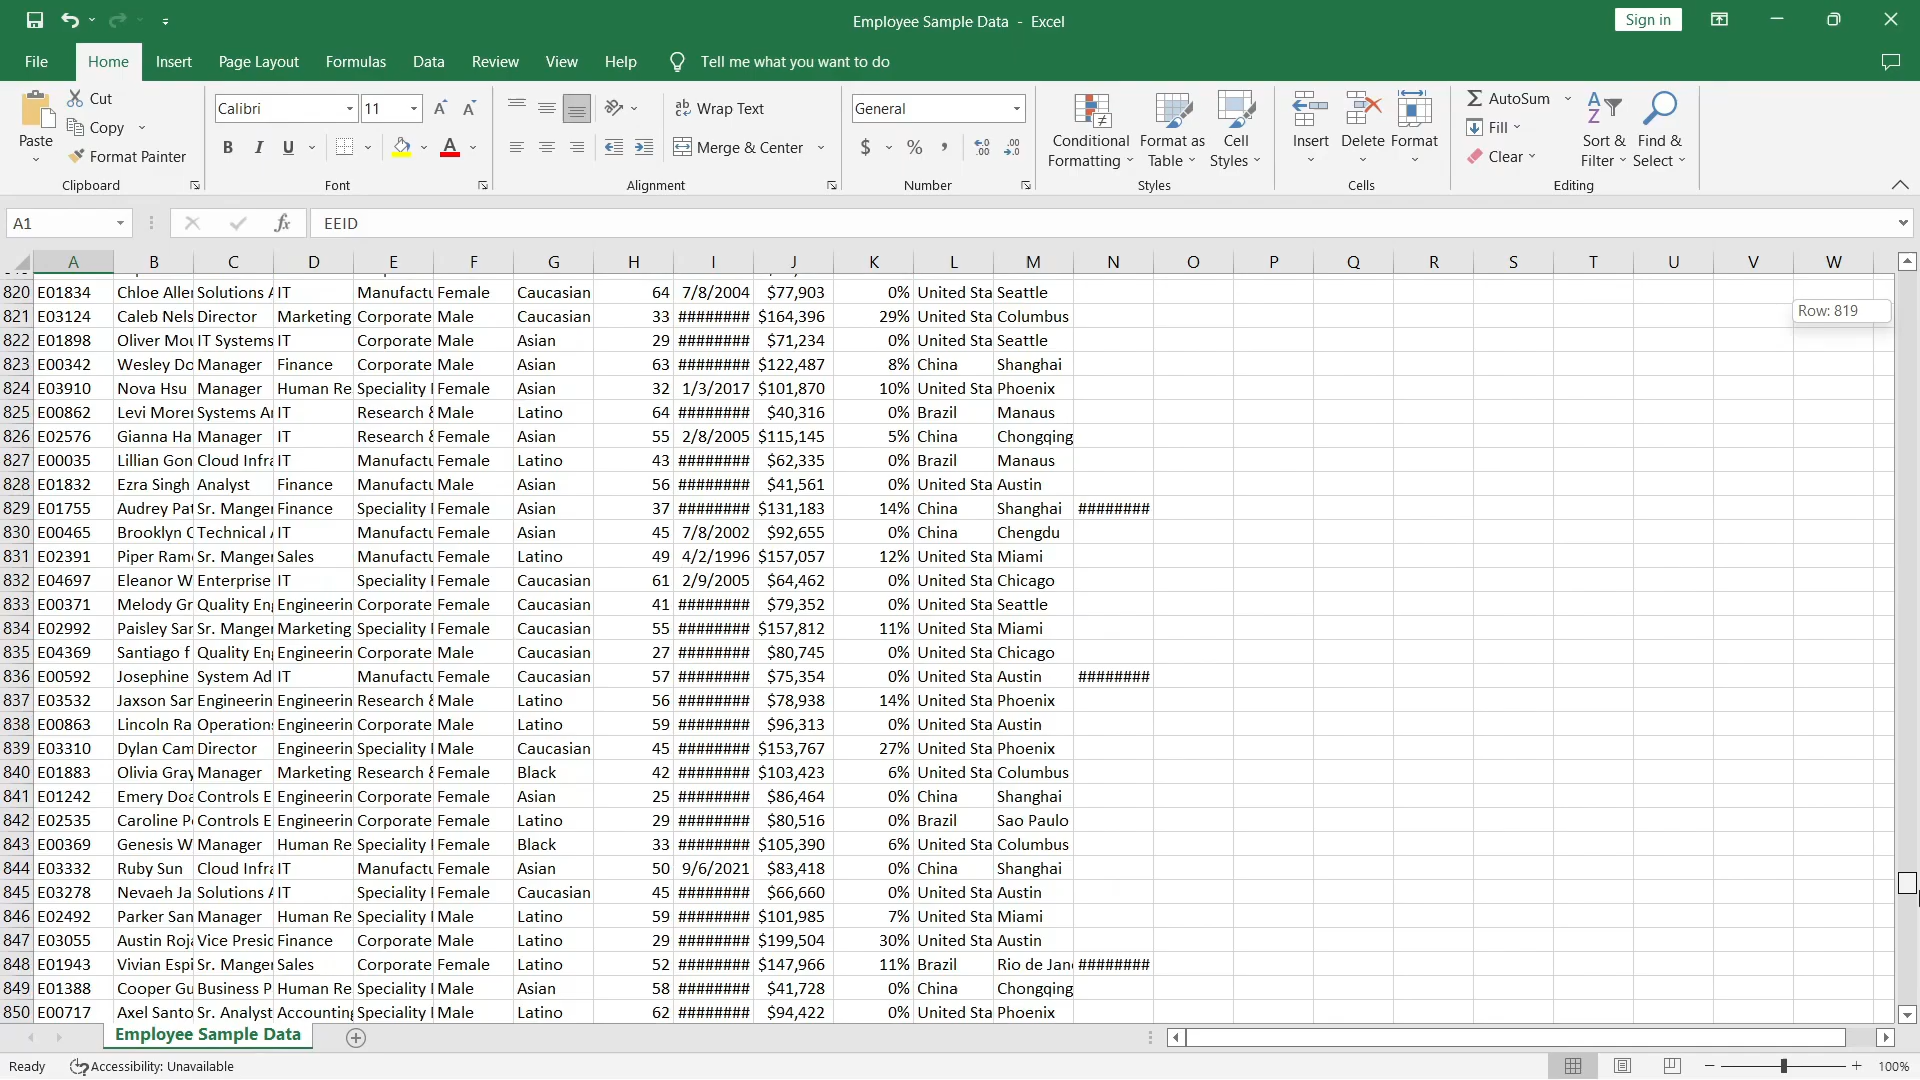 Employee Sample Data - Excel
Sign in
File Home Insert Page Layout Formulas Data Review View Help Tell me what you want to do
Paste
Cut
Copy
Format Painter
Clipboard
Calibri 11
B I U
Font
Wrap Text
Merge & Center
Alignment
General
$ % ,
Number
Conditional Formatting
Format as Table
Cell Styles
Styles
Insert Delete Format
Cells
AutoSum
Fill
Clear
Sort & Filter
Find & Select
Editing
A1 fx EEID
A B C D E F G H I J K L M N O P Q R S T U V W
820 E01834 Chloe Aller Solutions A IT Manufactu Female Caucasian 64 7/8/2004 $77,903 0% United Sta Seattle
Row: 819
821 E03124 Caleb Nels Director Marketing Corporate Male Caucasian 33 ######## $164,396 29% United Sta Columbus
822 E01898 Oliver Mou IT Systems IT Corporate Male Asian 29 ######## $71,234 0% United Sta Seattle
823 E00342 Wesley Do Manager Finance Corporate Male Asian 63 ######## $122,487 8% China Shanghai
824 E03910 Nova Hsu Manager Human Re Speciality Female Asian 32 1/3/2017 $101,870 10% United Sta Phoenix
825 E00862 Levi Morer Systems Ar IT Research & Male Latino 64 ######## $40,316 0% Brazil Manaus
826 E02576 Gianna Ha Manager IT Research & Female Asian 55 2/8/2005 $115,145 5% China Chongqing
827 E00035 Lillian Gon Cloud Infra IT Manufactu Female Latino 43 ######## $62,335 0% Brazil Manaus
828 E01832 Ezra Singh Analyst Finance Manufactu Male Asian 56 ######## $41,561 0% United Sta Austin
829 E01755 Audrey Pat Sr. Manger Finance Speciality Female Asian 37 ######## $131,183 14% China Shanghai ########
830 E00465 Brooklyn C Technical A IT Manufactu Female Asian 45 7/8/2002 $92,655 0% China Chengdu
831 E02391 Piper Ram Sr. Manger Sales Manufactu Female Latino 49 4/2/1996 $157,057 12% United Sta Miami
832 E04697 Eleanor W Enterprise IT Speciality Female Caucasian 61 2/9/2005 $64,462 0% United Sta Chicago
833 E00371 Melody Gr Quality Eng Engineerin Corporate Female Caucasian 41 ######## $79,352 0% United Sta Seattle
834 E02992 Paisley Sar Sr. Manger Marketing Speciality Female Caucasian 55 ######## $157,812 11% United Sta Miami
835 E04369 Santiago f Quality Eng Engineerin Corporate Male Caucasian 27 ######## $80,745 0% United Sta Chicago
836 E00592 Josephine System Ad IT Manufactu Female Caucasian 57 ######## $75,354 0% United Sta Austin ########
837 E03532 Jaxson Sar Engineerin Engineerin Research & Male Latino 56 ######## $78,938 14% United Sta Phoenix
838 E00863 Lincoln Ra Operation Engineerin Corporate Male Latino 59 ######## $96,313 0% United Sta Austin
839 E03310 Dylan Cam Director Engineerin Speciality Male Caucasian 45 ######## $153,767 27% United Sta Phoenix
840 E01883 Olivia Gray Manager Marketing Research & Female Black 42 ######## $103,423 6% United Sta Columbus
841 E01242 Emery Doa Controls E Engineerin Corporate Female Asian 25 ######## $86,464 0% China Shanghai
842 E02535 Caroline P Controls E Engineerin Corporate Female Latino 29 ######## $80,516 0% Brazil Sao Paulo
843 E00369 Genesis W Manager Human Re Speciality Female Black 33 ######## $105,390 6% United Sta Columbus
844 E03332 Ruby Sun Cloud Infra IT Manufactu Female Asian 50 9/6/2021 $83,418 0% China Shanghai
845 E03278 Nevaeh Ja Solutions A IT Speciality Female Caucasian 45 ######## $66,660 0% United Sta Austin
846 E02492 Parker San Manager Human Re Speciality Male Latino 59 ######## $101,985 7% United Sta Miami
847 E03055 Austin Roja Vice Presid Finance Corporate Male Latino 29 ######## $199,504 30% United Sta Austin
848 E01943 Vivian Espi Sr. Manger Sales Corporate Female Latino 52 ######## $147,966 11% Brazil Rio de Jan ########
849 E01388 Cooper Gu Business P Human Re Speciality Male Asian 58 ######## $41,728 0% China Chongqing
850 E00717 Axel Santo Sr. Analyst Accounting Speciality Male Latino 62 ######## $94,422 0% United Sta Phoenix
Employee Sample Data
Ready Accessibility: Unavailable 100%